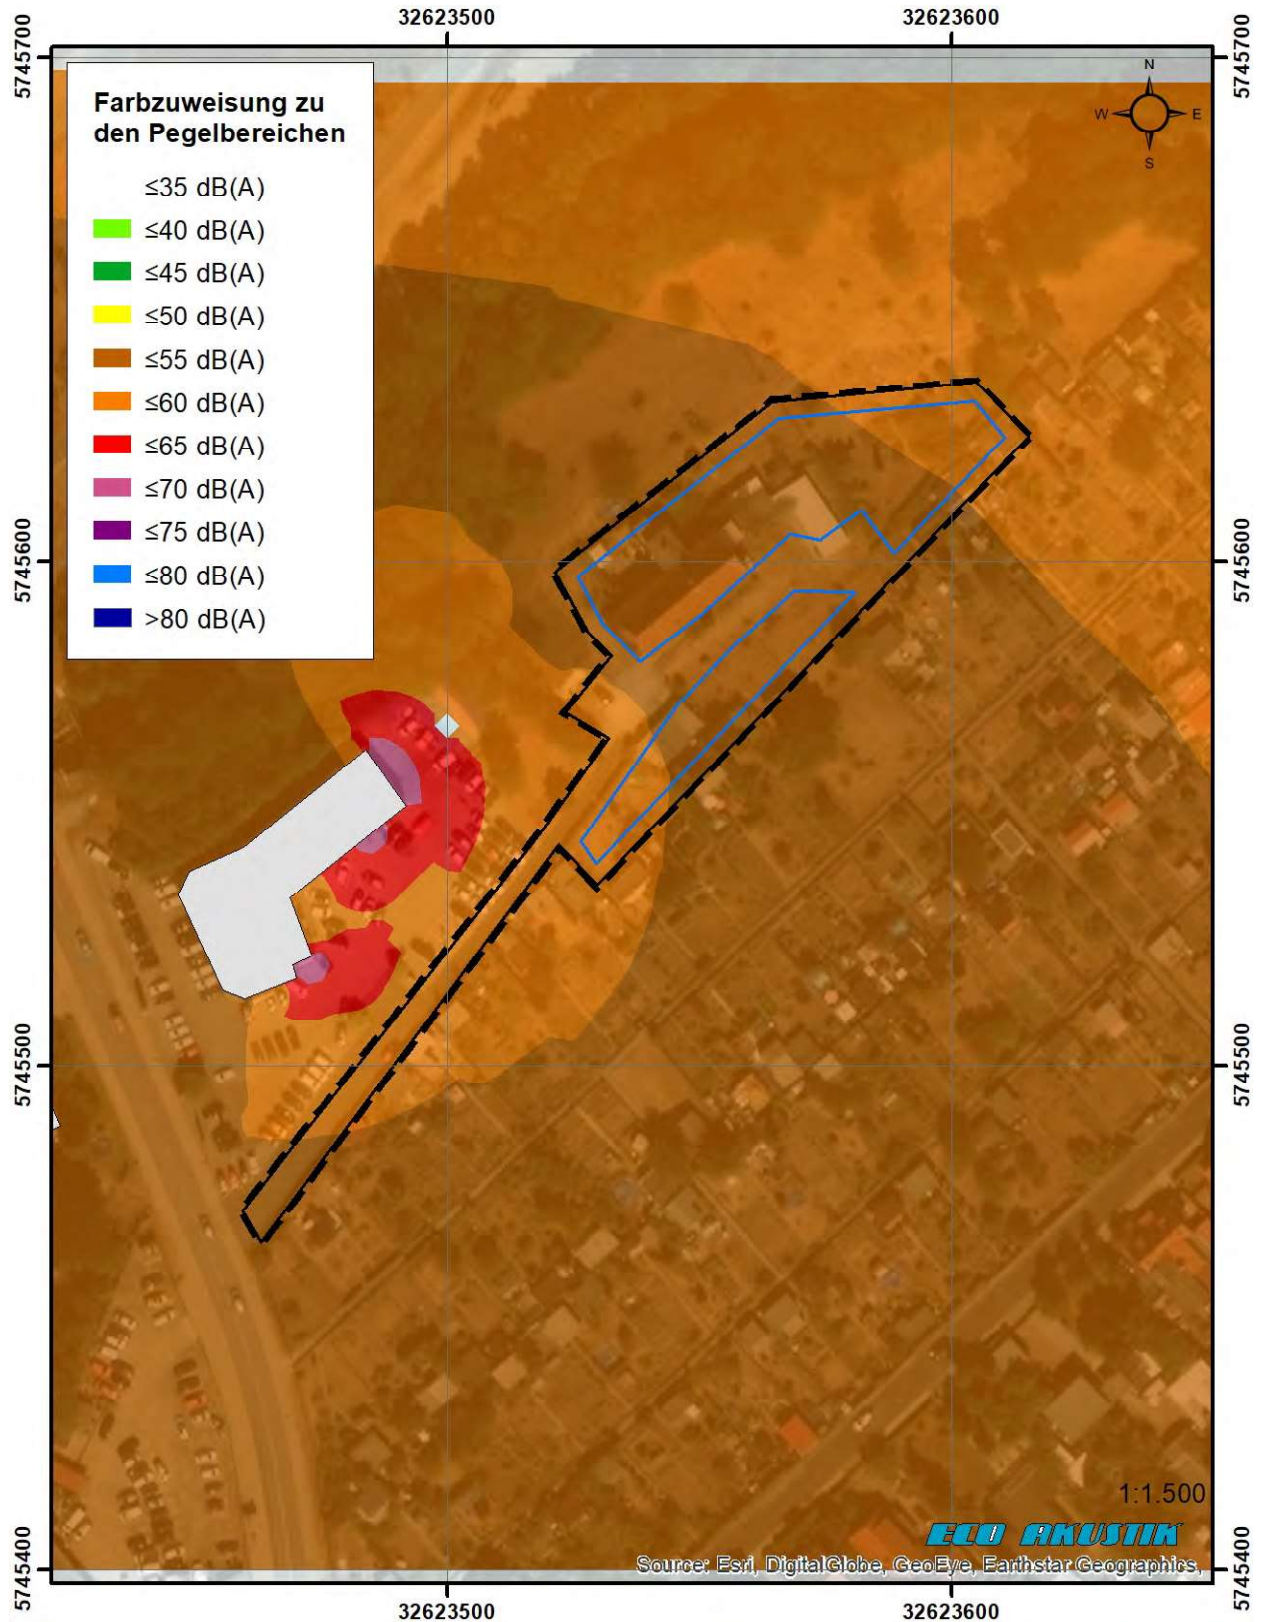 32623500 32623600
5745700 5745700
N
W E
S
Farbzuweisung zu
den Pegelbereichen
≤35 dB(A)
≤40 dB(A)
≤45 dB(A)
≤50 dB(A)
≤55 dB(A)
≤60 dB(A)
≤65 dB(A)
≤70 dB(A)
≤75 dB(A)
≤80 dB(A)
>80 dB(A)
5745600 5745600
5745500 5745500
1:1.500
ECO AKUSTIK
Source: Esri, DigitalGlobe, GeoEye, Earthstar Geographics,
5745400 5745400
32623500 32623600